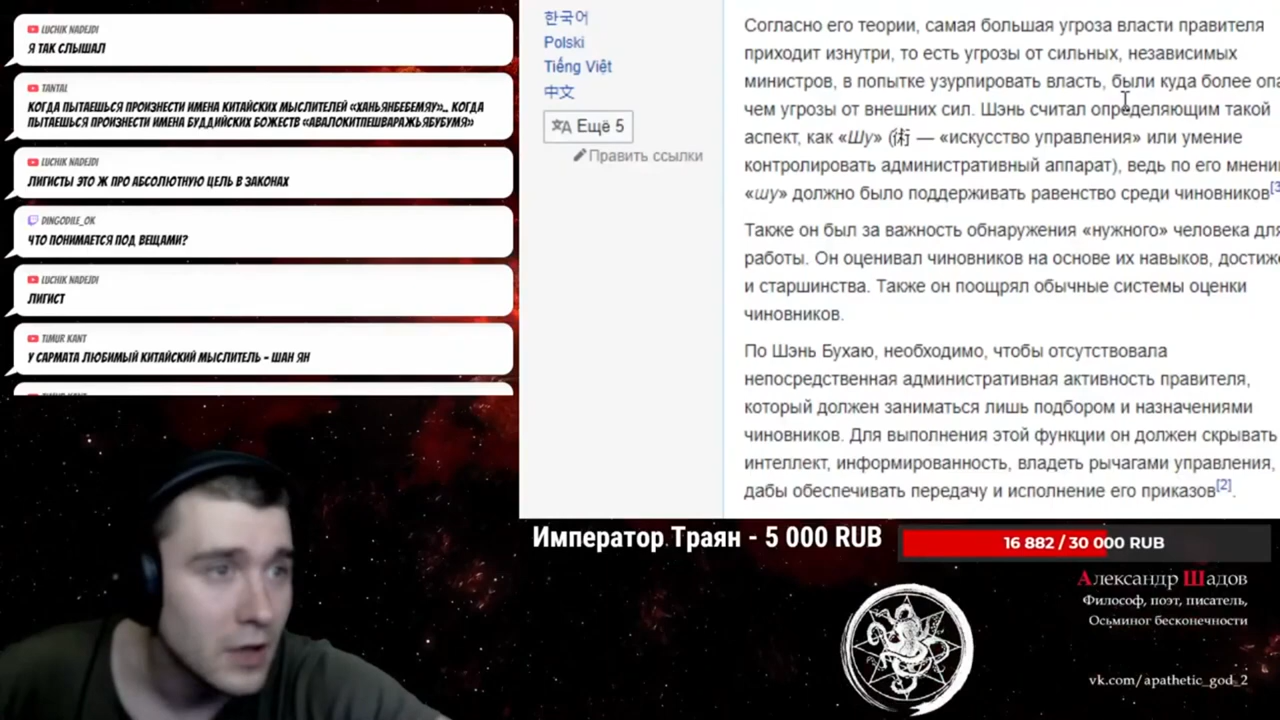 LUCHIK NADEJDI
Я ТАК СЛЫШАЛ
TANTAL
КОГДА ПЫТАЕШЬСЯ ПРОИЗНЕСТИ ИМЕНА КИТАЙСКИХ МЫСЛИТЕЛЕЙ «ХАНЬЯНБЕБЕМЯУ»... КОГДА
ПЫТАЕШЬСЯ ПРОИЗНЕСТИ ИМЕНА БУДДИЙСКИХ БОЖЕСТВ «АВАЛОКИТПЕШВАРАЖЬЯБУБУМЯ»
LUCHIK NADEJDI
ЛИГИСТЫ ЭТО Ж ПРО АБСОЛЮТНУЮ ЦЕЛЬ В ЗАКОНАХ
DINGODILE_OK
ЧТО ПОНИМАЕТСЯ ПОД ВЕЩАМИ?
LUCHIK NADEJDI
ЛИГИСТ
TIMUR KANT
У САРМАТА ЛЮБИМЫЙ КИТАЙСКИЙ МЫСЛИТЕЛЬ - ШАН ЯН
한국어
Polski
Tiếng Việt
中文
Ещё 5
Править ссылки
Согласно его теории, самая большая угроза власти правителя
приходит изнутри, то есть угрозы от сильных, независимых
министров, в попытке узурпировать власть, были куда более опа
чем угрозы от внешних сил. Шэнь считал определяющим такой
аспект, как «Шу» (術 — «искусство управления» или умение
контролировать административный аппарат), ведь по его мнени
«шу» должно было поддерживать равенство среди чиновников[3
Также он был за важность обнаружения «нужного» человека для
работы. Он оценивал чиновников на основе их навыков, достиже
и старшинства. Также он поощрял обычные системы оценки
чиновников.
По Шэнь Бухаю, необходимо, чтобы отсутствовала
непосредственная административная активность правителя,
который должен заниматься лишь подбором и назначениями
чиновников. Для выполнения этой функции он должен скрывать
интеллект, информированность, владеть рычагами управления,
дабы обеспечивать передачу и исполнение его приказов[2].
Император Траян - 5 000 RUB
16 882 / 30 000 RUB
Александр Шадов
Философ, поэт, писатель,
Осьминог бесконечности
vk.com/apathetic_god_2